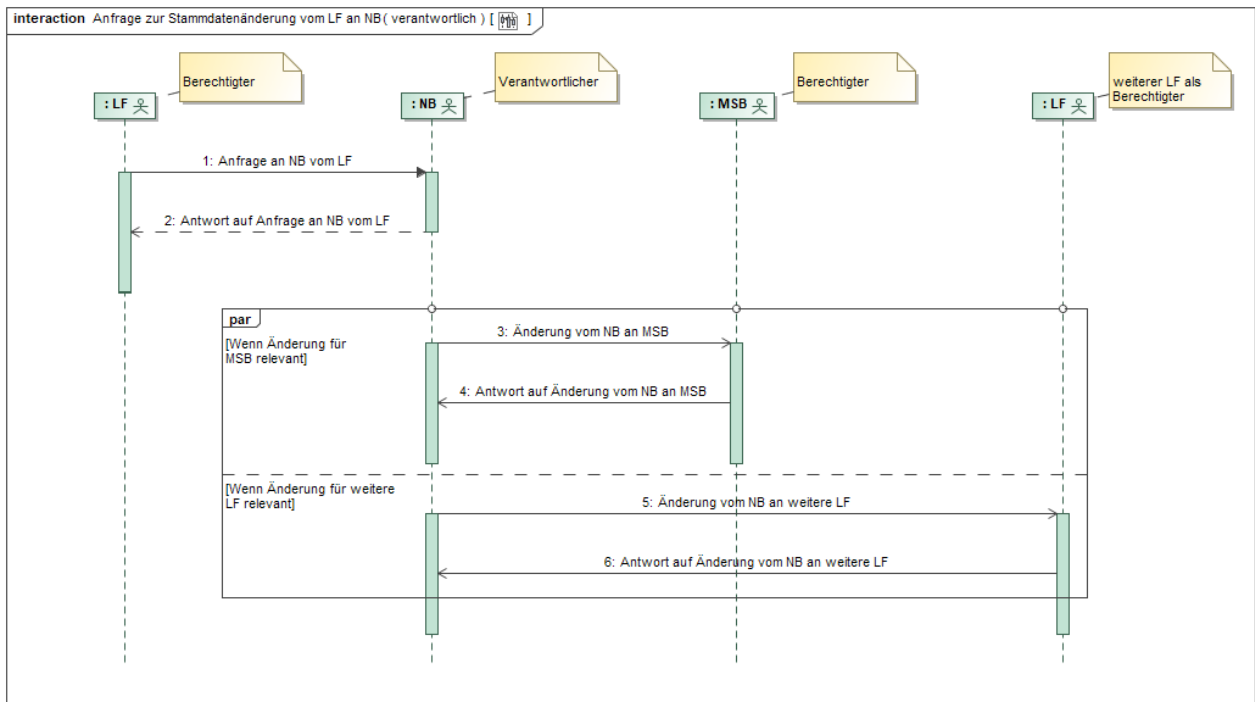 interaction Anfrage zur Stammdatenänderung vom LF an NB( verantwortlich ) [ ]
Berechtigter
Verantwortlicher
Berechtigter
weiterer LF als
Berechtigter
: LF
: NB
: MSB
: LF
1: Anfrage an NB vom LF
2: Antwort auf Anfrage an NB vom LF
par
[Wenn Änderung für
MSB relevant]
3: Änderung vom NB an MSB
4: Antwort auf Änderung vom NB an MSB
[Wenn Änderung für weitere
LF relevant]
5: Änderung vom NB an weitere LF
6: Antwort auf Änderung vom NB an weitere LF